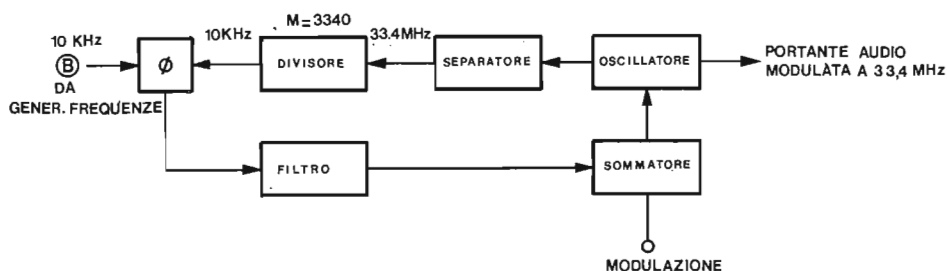 M = 3340
10 KHz
10KHz
33.4MHz
B
Φ
DIVISORE
SEPARATORE
OSCILLATORE
PORTANTE AUDIO
MODULATA A 33,4 MHz
DA
GENER. FREQUENZE
FILTRO
SOMMATORE
MODULAZIONE